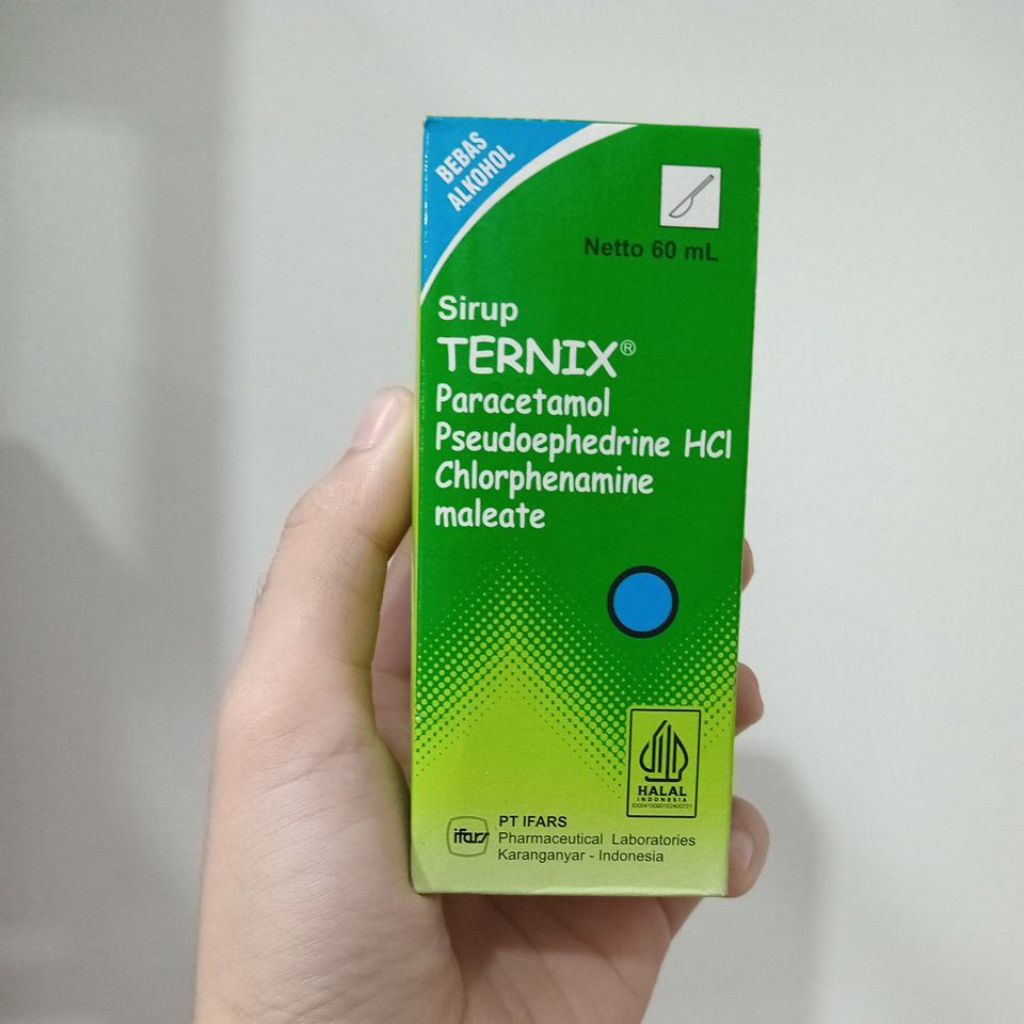 BEBAS
ALKOHOL
Netto 60 mL
Sirup
TERNIX®
Paracetamol
Pseudoephedrine HCl
Chlorphenamine
maleate
HALAL
INDONESIA
ifars
PT IFARS
Pharmaceutical Laboratories
Karanganyar - Indonesia